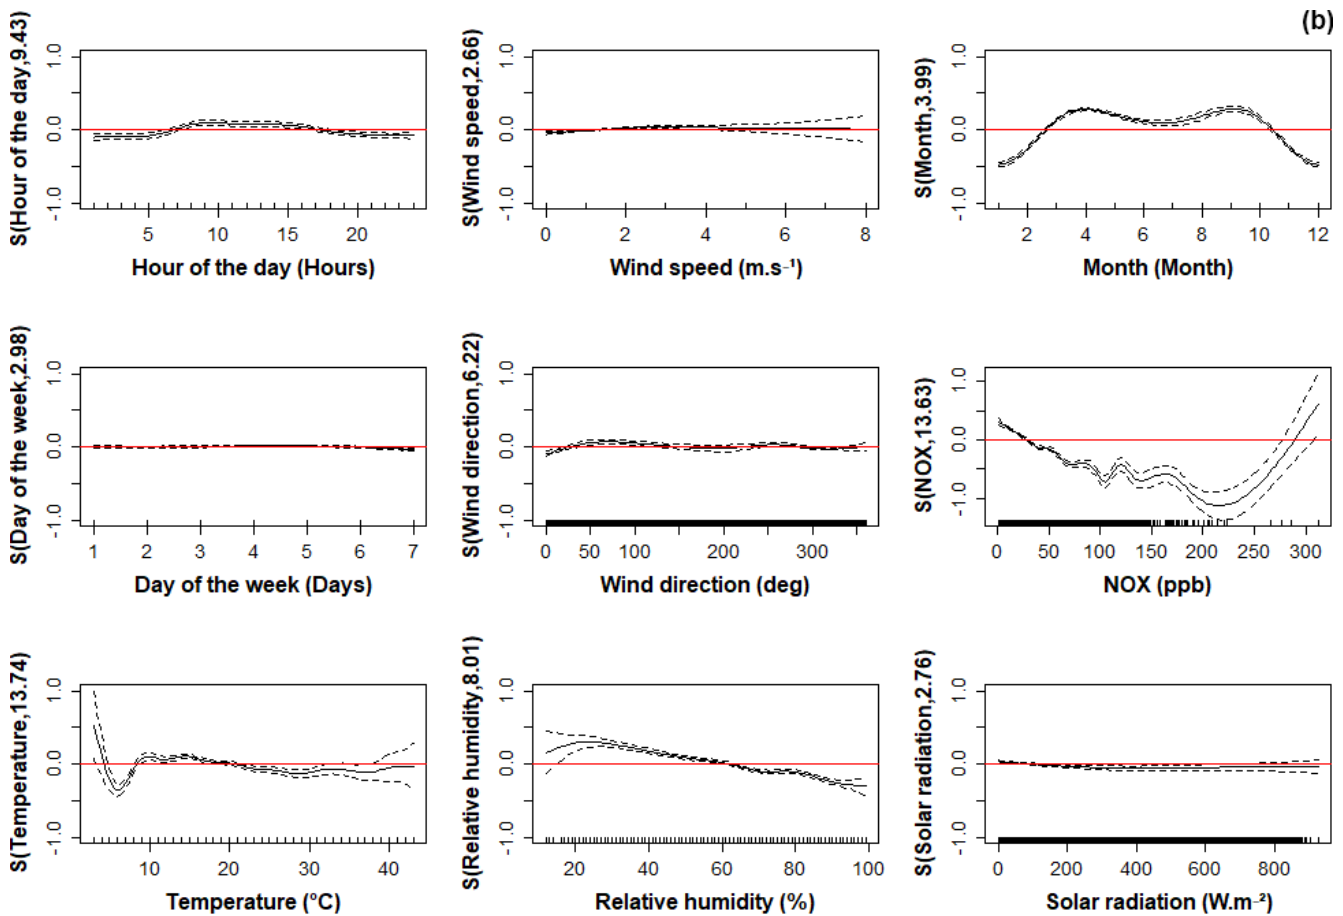 (b)
S(Hour of the day,9.43)
1.0
0.0
-1.0
5 10 15 20
Hour of the day (Hours)
S(Wind speed,2.66)
1.0
0.0
-1.0
0 2 4 6 8
Wind speed (m.s⁻¹)
S(Month,3.99)
1.0
0.0
-1.0
2 4 6 8 10 12
Month (Month)
S(Day of the week,2.98)
1.0
0.0
-1.0
1 2 3 4 5 6 7
Day of the week (Days)
S(Wind direction,6.22)
1.0
0.0
-1.0
0 50 100 150 200 300
Wind direction (deg)
S(NOX,13.63)
1.0
0.0
-1.0
0 50 100 150 200 250 300
NOX (ppb)
S(Temperature,13.74)
1.0
0.0
-1.0
10 20 30 40
Temperature (°C)
S(Relative humidity,8.01)
1.0
0.0
-1.0
20 40 60 80 100
Relative humidity (%)
S(Solar radiation,2.76)
1.0
0.0
-1.0
0 200 400 600 800
Solar radiation (W.m⁻²)